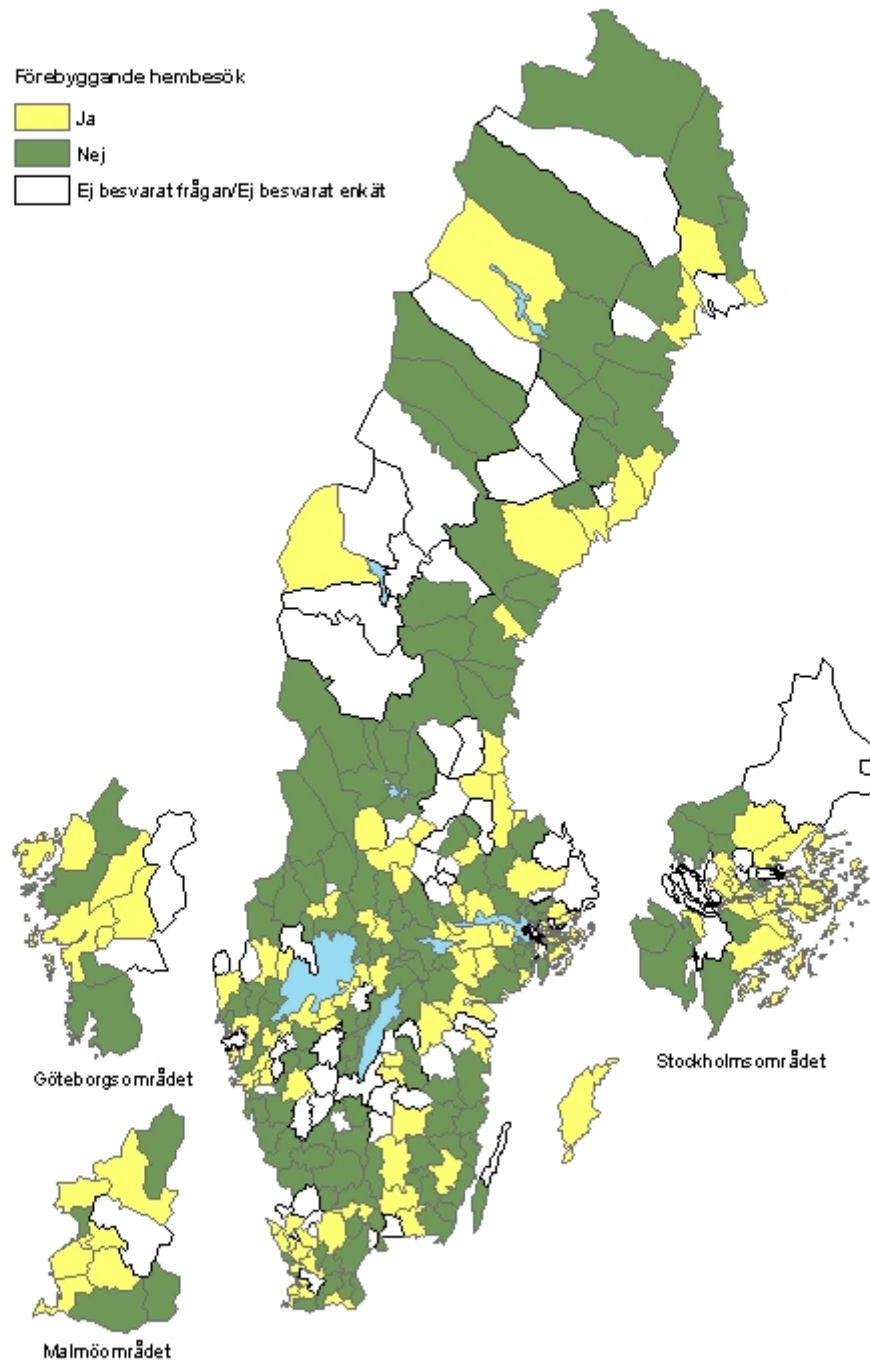 Förebyggande hembesök
Ja
Nej
Ej besvarat frågan/Ej besvarat enkät
Göteborgsområdet
Stockholmsområdet
Malmöområdet